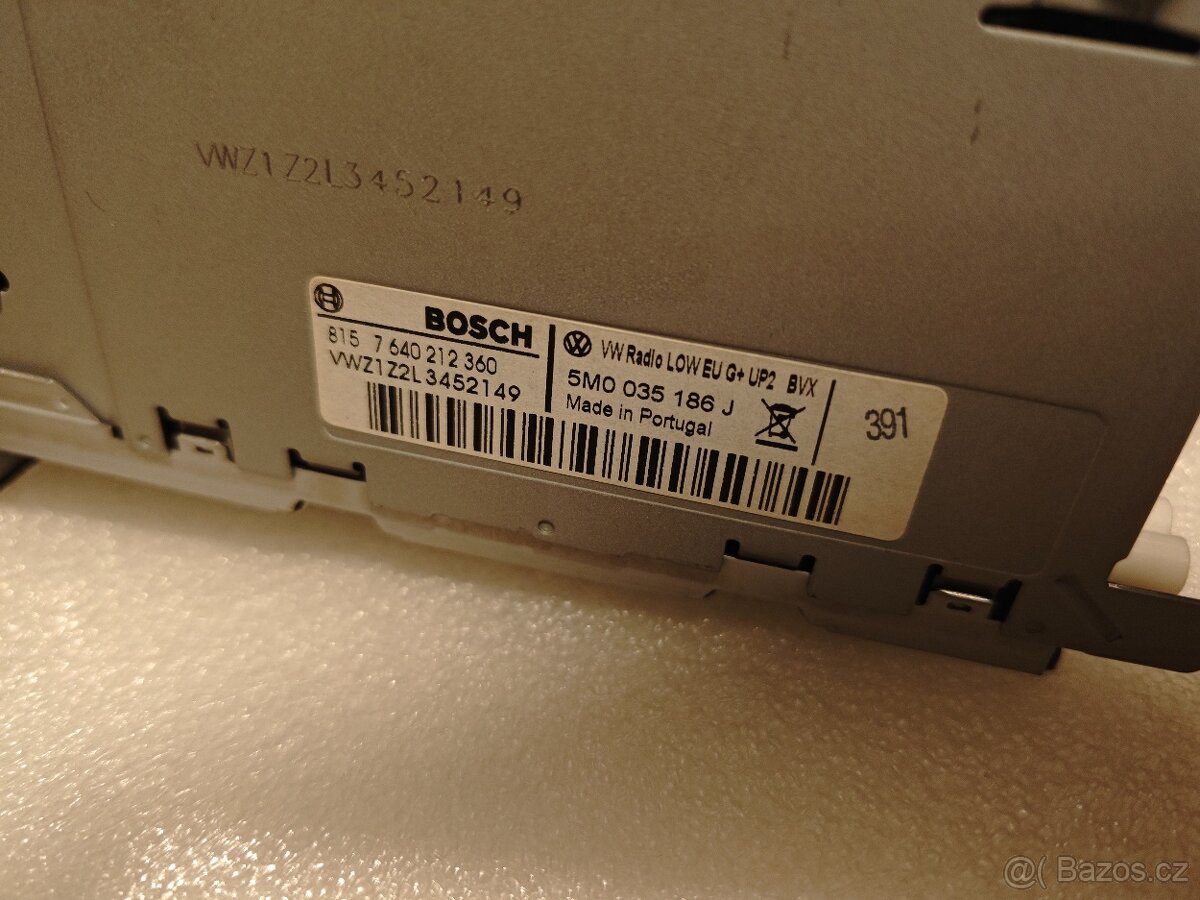 VWZ1Z2L3452149
BOSCH
815 7 640 212 360
VWZ1Z2L3452149
VW Radio LOW EU G+ UP2 BVX
5M0 035 186 J
Made in Portugal
391
@( Bazos.cz